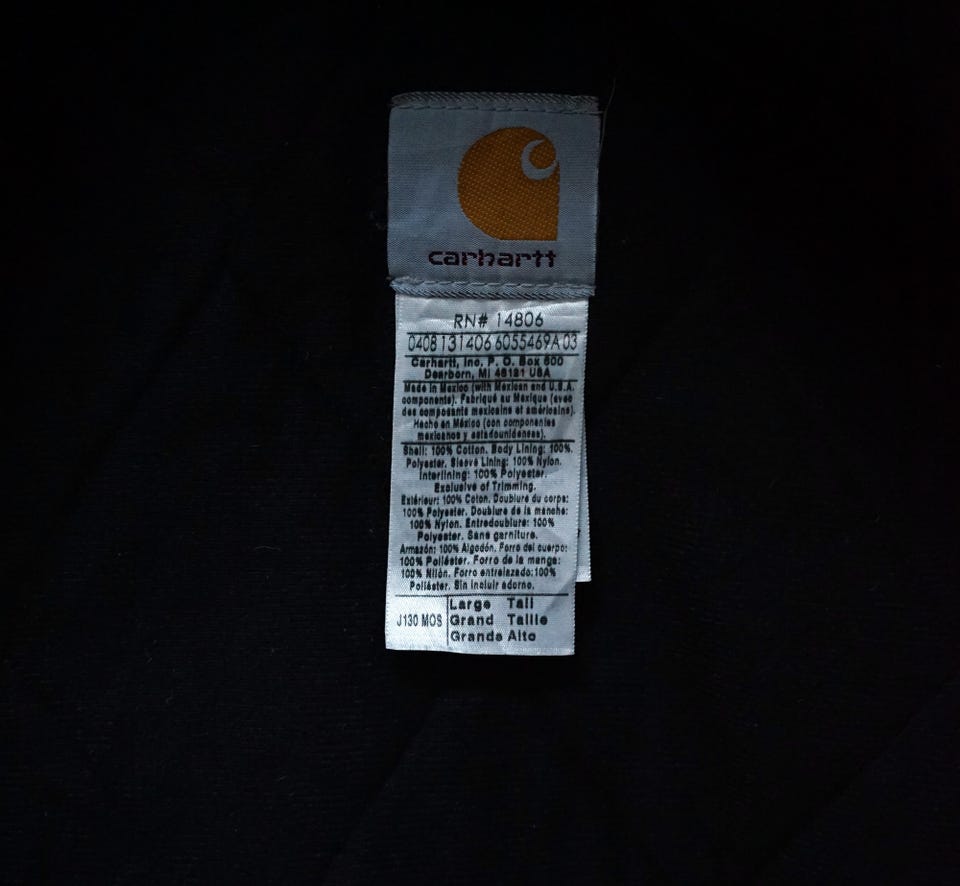 carhartt
RN# 14806
0408131406 6055469A 03
Carhartt, Inc. P. O. Box 600
Dearborn, MI 48121 USA
Made in Mexico (with Mexican and U.S.A.
components). Fabriqué au Mexique (avec
des composants mexicains et américains).
Hecho en México (con componentes
mexicanos y estadounidenses).
Shell: 100% Cotton. Body Lining: 100%.
Polyester. Sleeve Lining: 100% Nylon.
Interlining: 100% Polyester.
Exclusive of Trimming.
Extérieur: 100% Coton. Doublure du corps:
100% Polyester. Doublure de la manche:
100% Nylon. Entredoublure: 100%
Polyester. Sans garniture.
Armazón: 100% Algodón. Forro del cuerpo:
100% Poliéster. Forro de la manga:
100% Nilón. Forro entrelazado:100%
Poliéster. Sin incluir adorno.
J130 MOS
Large Tall
Grand Taille
Grande Alto